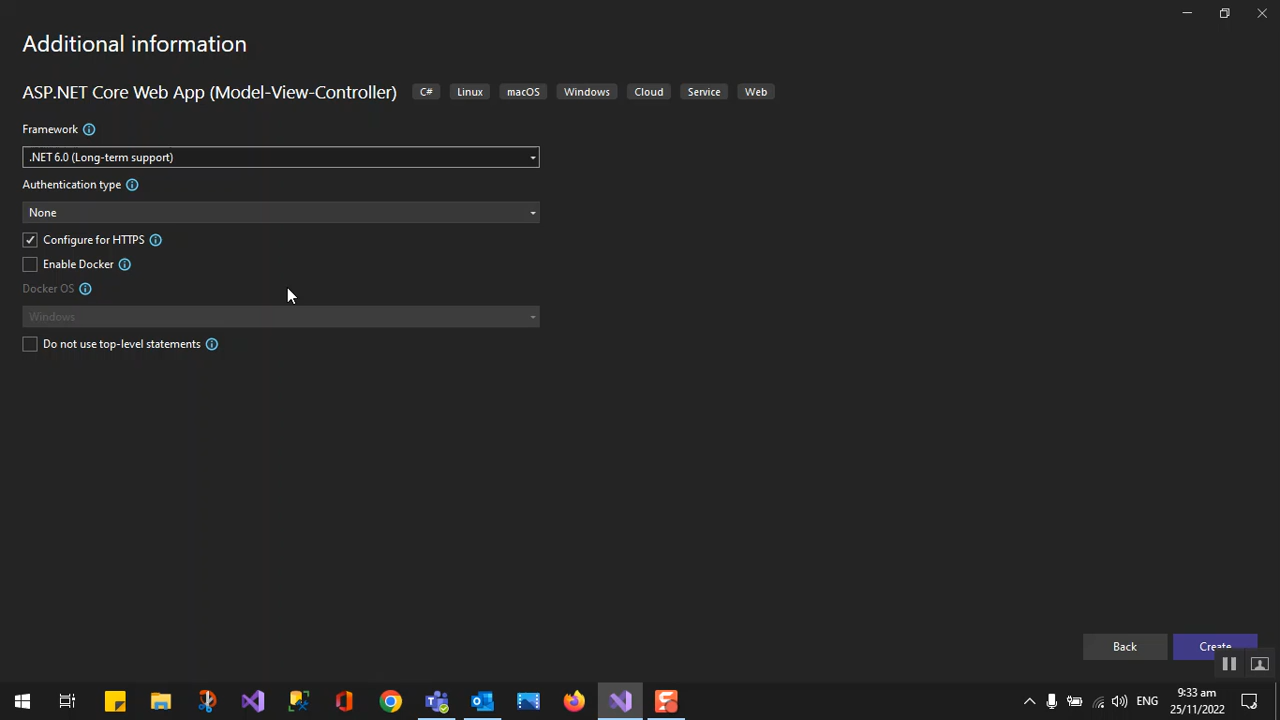 Additional information
ASP.NET Core Web App (Model-View-Controller) C# Linux macOS Windows Cloud Service Web
Framework
.NET 6.0 (Long-term support)
Authentication type
None
Configure for HTTPS
Enable Docker
Docker OS
Windows
Do not use top-level statements
Back Create
ENG 9:33 am
25/11/2022